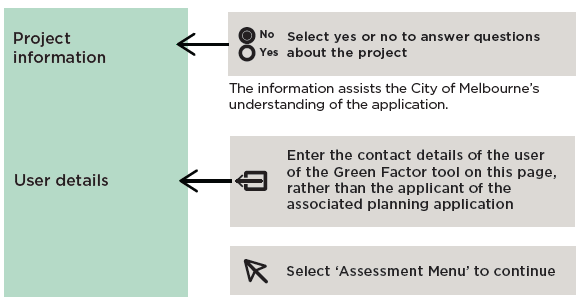 Project
information
No
Yes
Select yes or no to answer questions
about the project
The information assists the City of Melbourne's
understanding of the application.
User details
Enter the contact details of the user
of the Green Factor tool on this page,
rather than the applicant of the
associated planning application
Select ‘Assessment Menu’ to continue